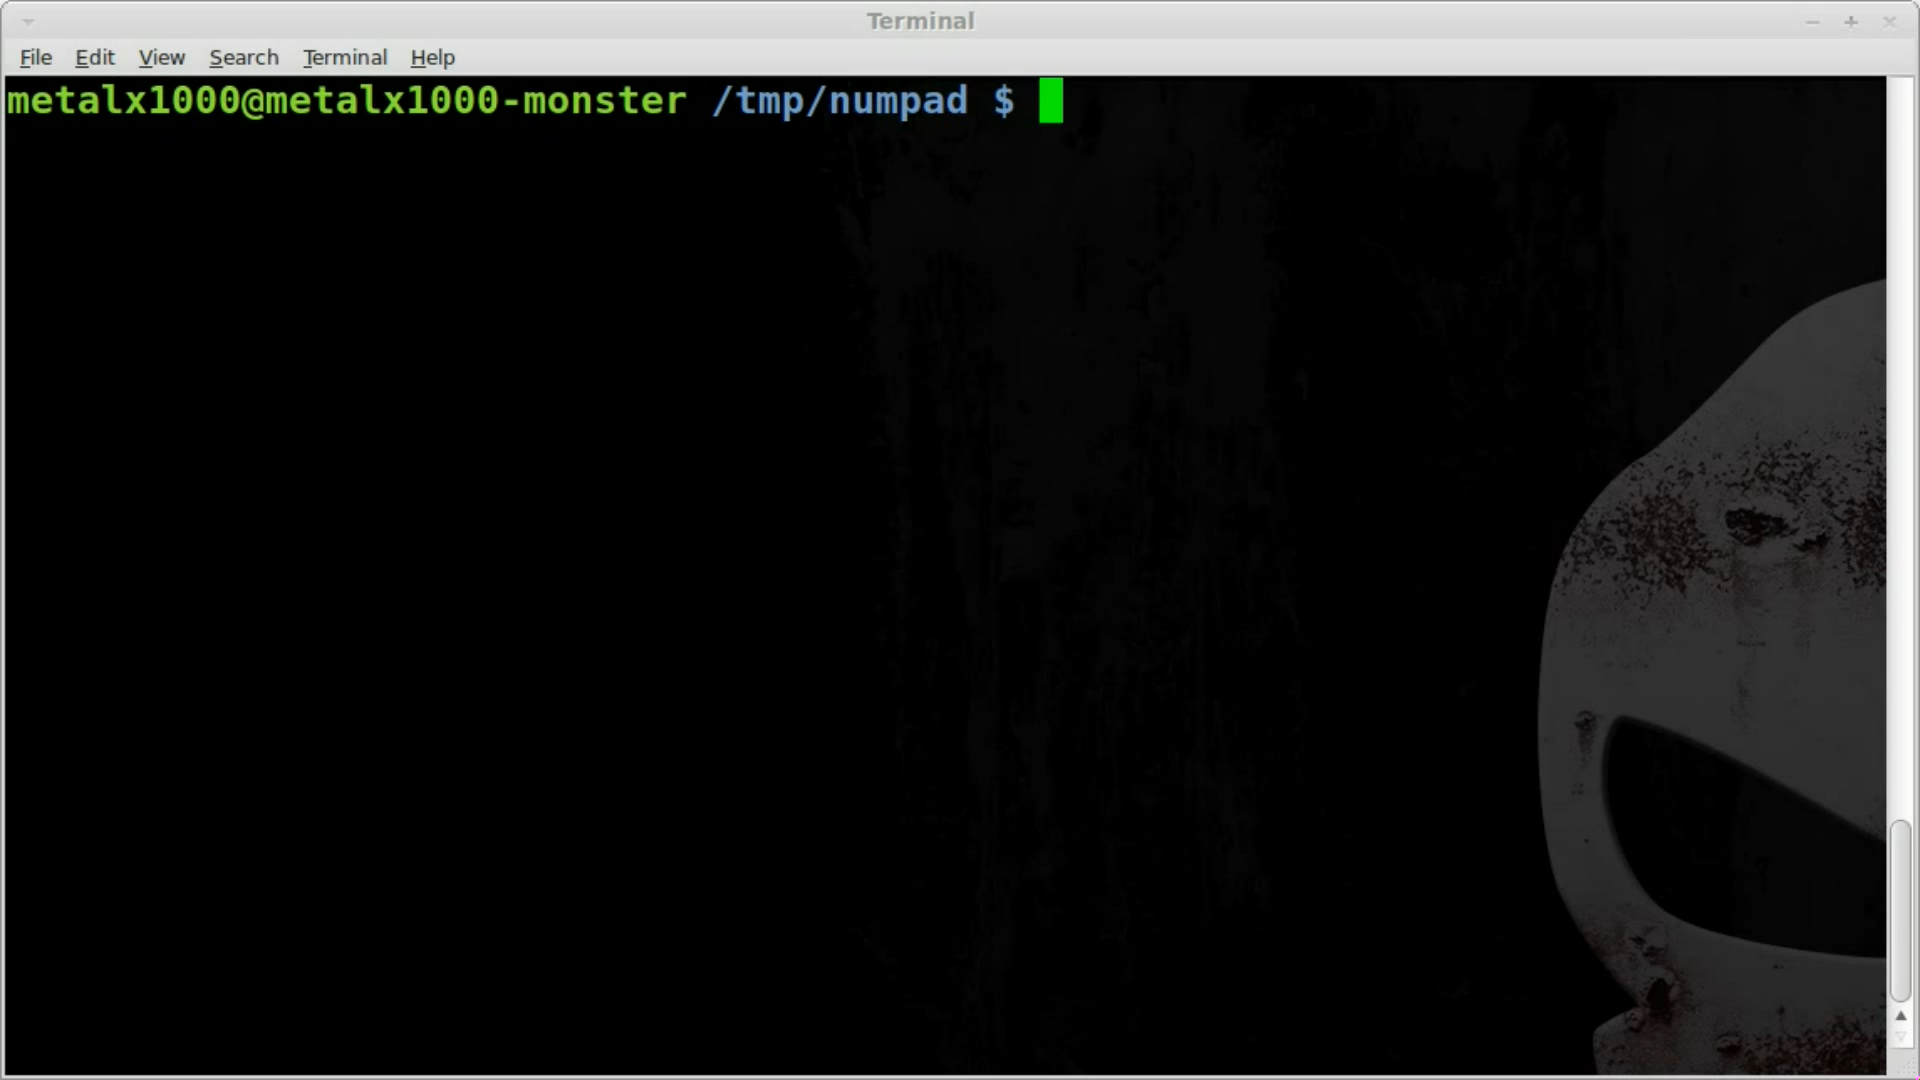 Terminal
File Edit View Search Terminal Help
metalx1000@metalx1000-monster /tmp/numpad $